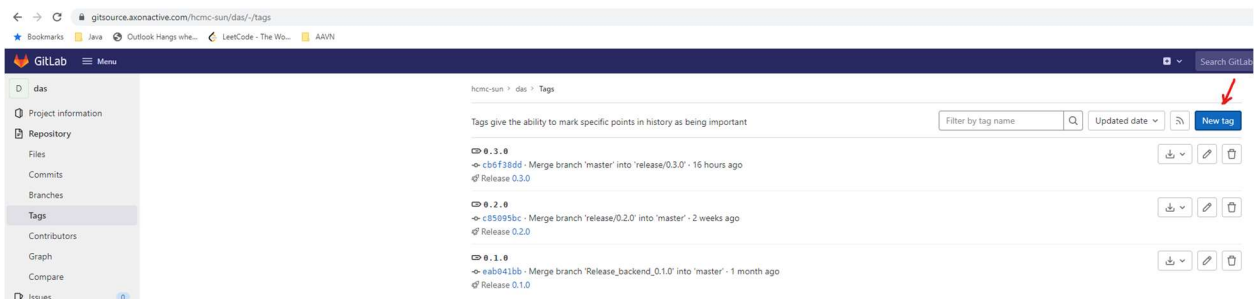 gitsource.axonactive.com/hcmc-sun/das/-/tags
Bookmarks Java Outlook Hangs whe... LeetCode - The Wo... AAVN
GitLab Menu Search GitLab
D das
hcmc-sun > das > Tags
Project information
Tags give the ability to mark specific points in history as being important
Filter by tag name
Updated date
New tag
Repository
Files
Commits
Branches
Tags
Contributors
Graph
Compare
Issues 0
0.3.0
cb6f38dd · Merge branch 'master' into 'release/0.3.0' · 16 hours ago
Release 0.3.0
0.2.0
c85095bc · Merge branch 'release/0.2.0' into 'master' · 2 weeks ago
Release 0.2.0
0.1.0
eab041bb · Merge branch 'Release_backend_0.1.0' into 'master' · 1 month ago
Release 0.1.0